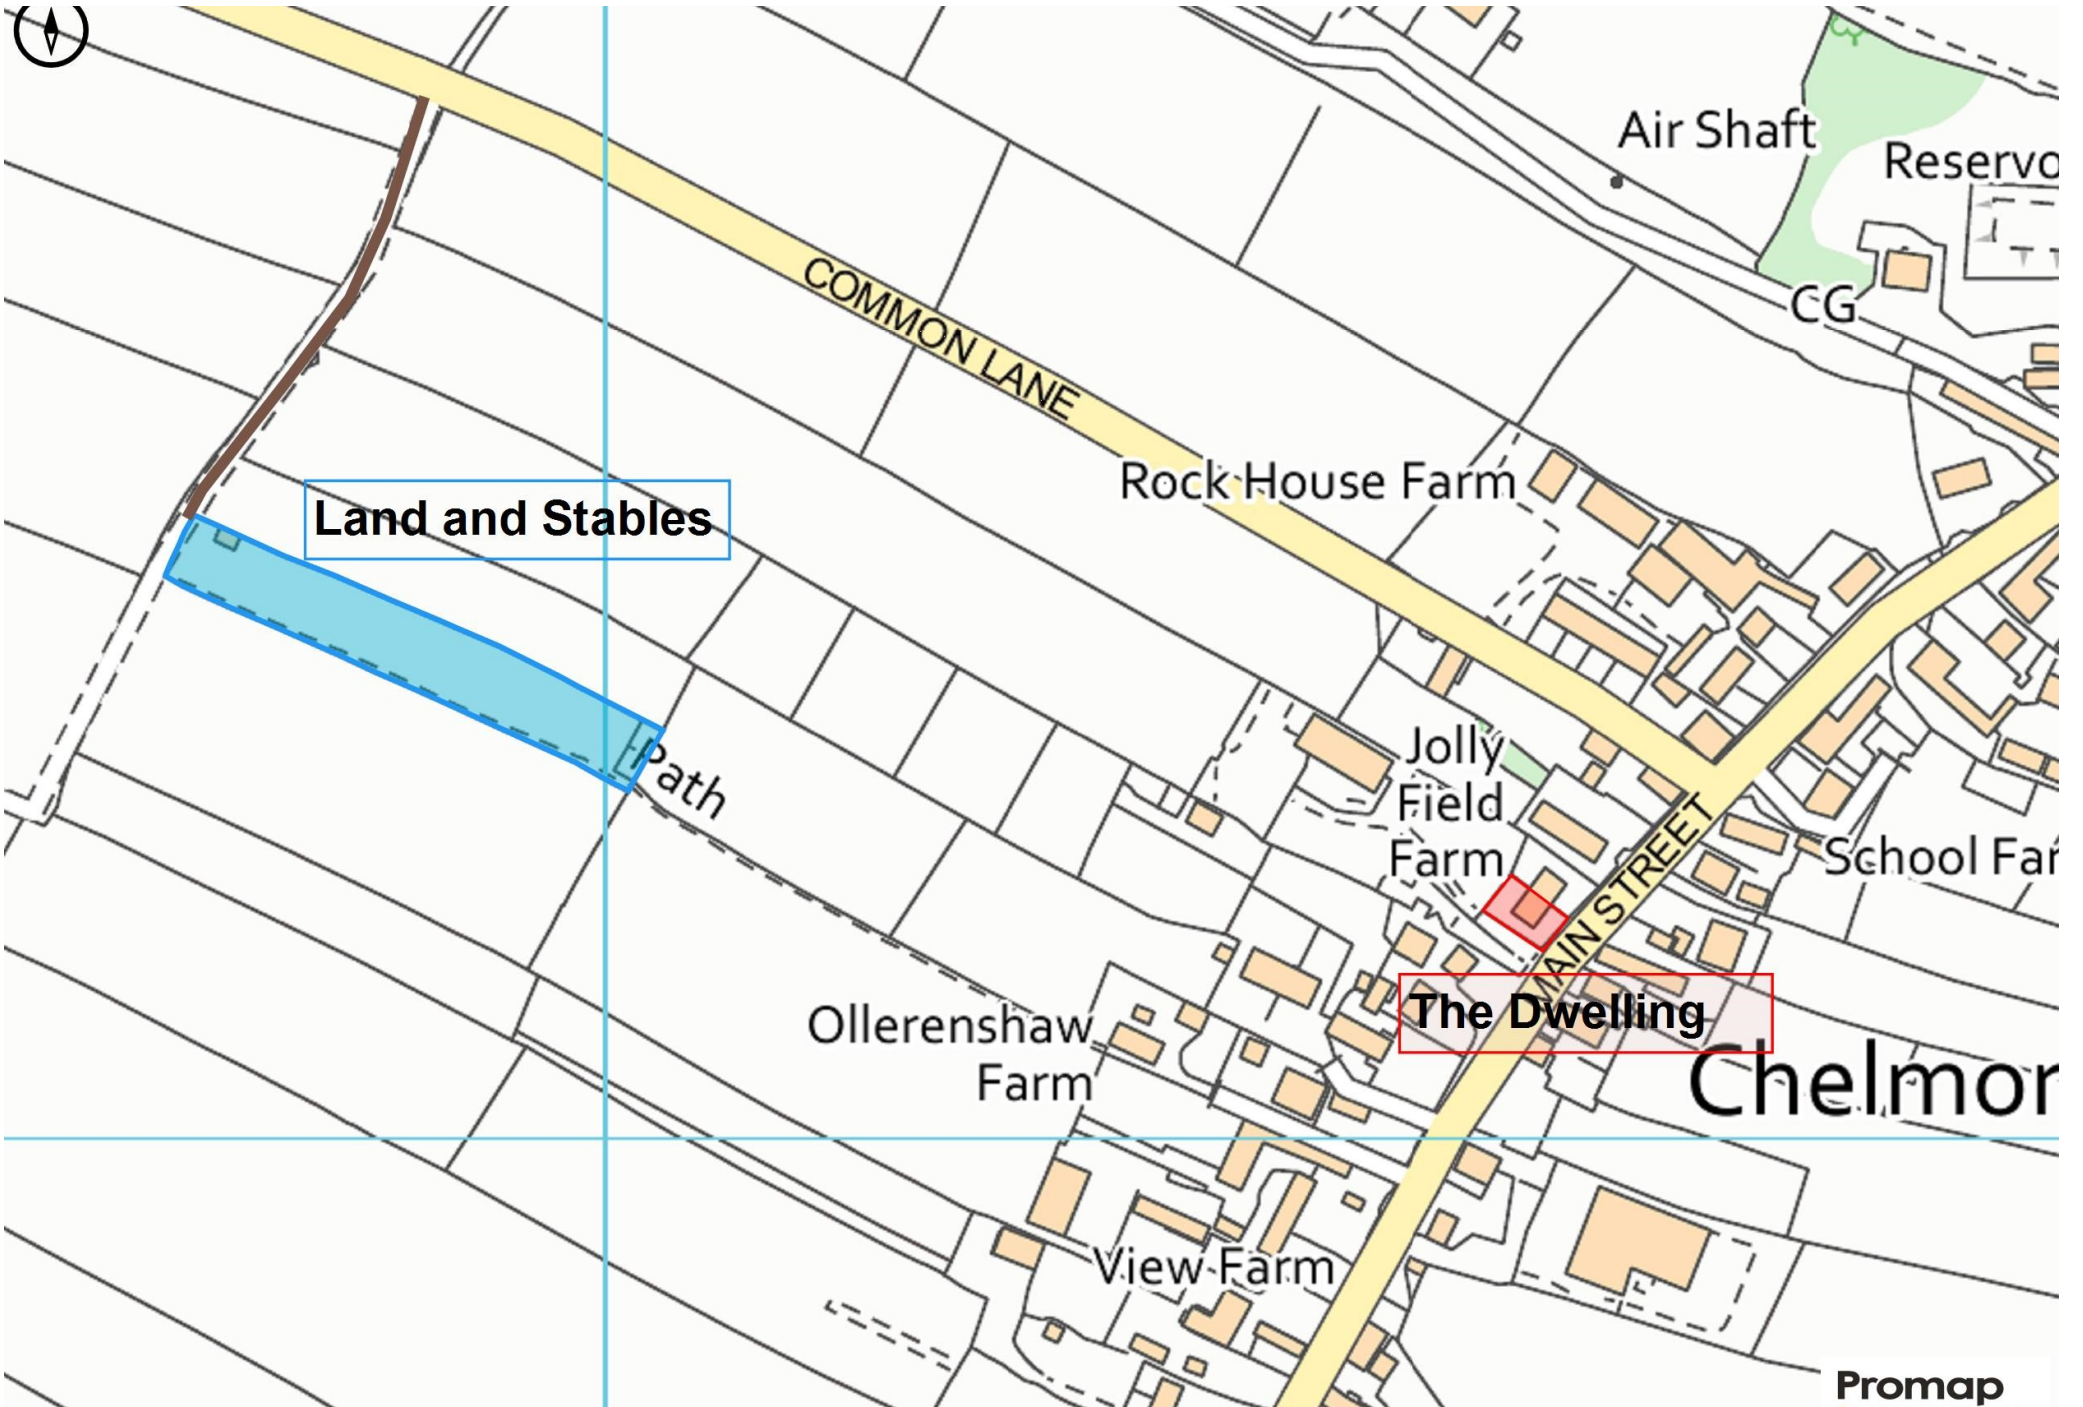 Air Shaft
Reservo
CG
COMMON LANE
Rock House Farm
Land and Stables
Jolly
Field
Farm
Path
School Far
MAIN STREET
The Dwelling
Ollerenshaw
Farm
Chelmor
View Farm
Promap